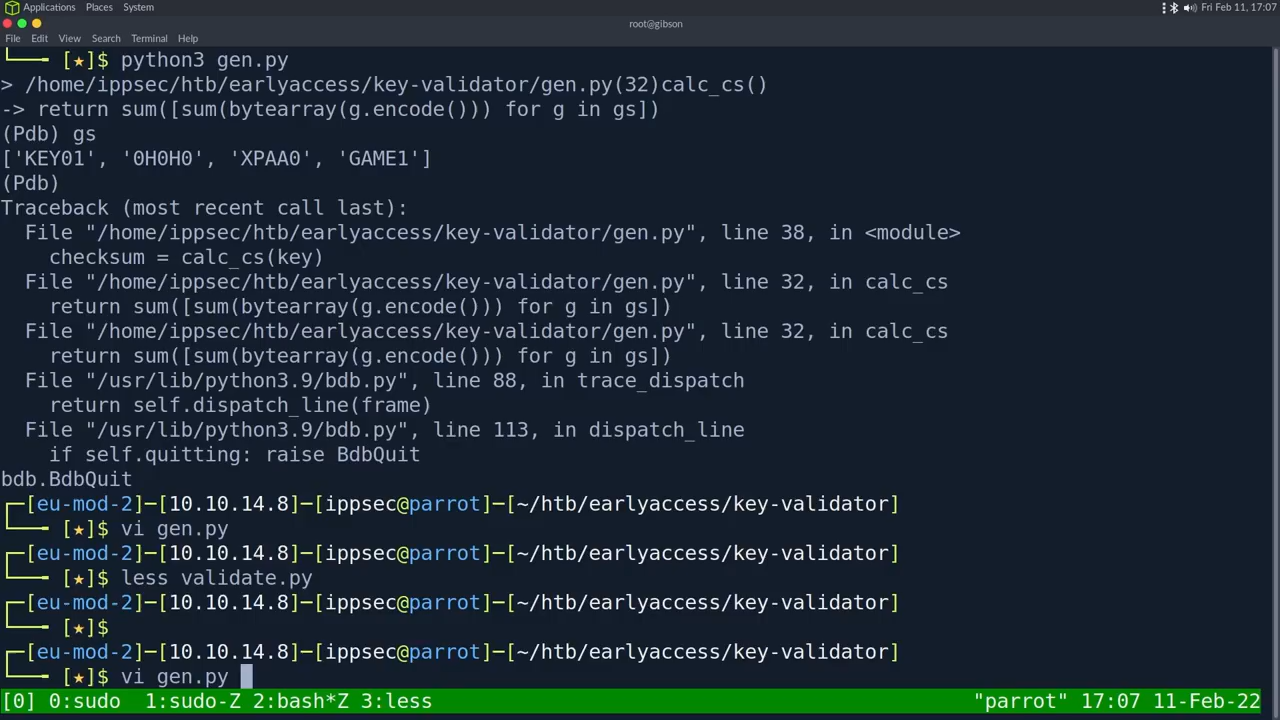 Applications Places System Fri Feb 11, 17:07
root@gibson
File Edit View Search Terminal Help
└── [★]$ python3 gen.py
> /home/ippsec/htb/earlyaccess/key-validator/gen.py(32)calc_cs()
-> return sum([sum(bytearray(g.encode())) for g in gs])
(Pdb) gs
['KEY01', '0H0H0', 'XPAA0', 'GAME1']
(Pdb)
Traceback (most recent call last):
  File "/home/ippsec/htb/earlyaccess/key-validator/gen.py", line 38, in <module>
    checksum = calc_cs(key)
  File "/home/ippsec/htb/earlyaccess/key-validator/gen.py", line 32, in calc_cs
    return sum([sum(bytearray(g.encode())) for g in gs])
  File "/home/ippsec/htb/earlyaccess/key-validator/gen.py", line 32, in calc_cs
    return sum([sum(bytearray(g.encode())) for g in gs])
  File "/usr/lib/python3.9/bdb.py", line 88, in trace_dispatch
    return self.dispatch_line(frame)
  File "/usr/lib/python3.9/bdb.py", line 113, in dispatch_line
    if self.quitting: raise BdbQuit
bdb.BdbQuit
┌─[eu-mod-2]─[10.10.14.8]─[ippsec@parrot]─[~/htb/earlyaccess/key-validator]
└── [★]$ vi gen.py
┌─[eu-mod-2]─[10.10.14.8]─[ippsec@parrot]─[~/htb/earlyaccess/key-validator]
└── [★]$ less validate.py
┌─[eu-mod-2]─[10.10.14.8]─[ippsec@parrot]─[~/htb/earlyaccess/key-validator]
└── [★]$
┌─[eu-mod-2]─[10.10.14.8]─[ippsec@parrot]─[~/htb/earlyaccess/key-validator]
└── [★]$ vi gen.py
[0] 0:sudo  1:sudo-Z 2:bash*Z 3:less "parrot" 17:07 11-Feb-22